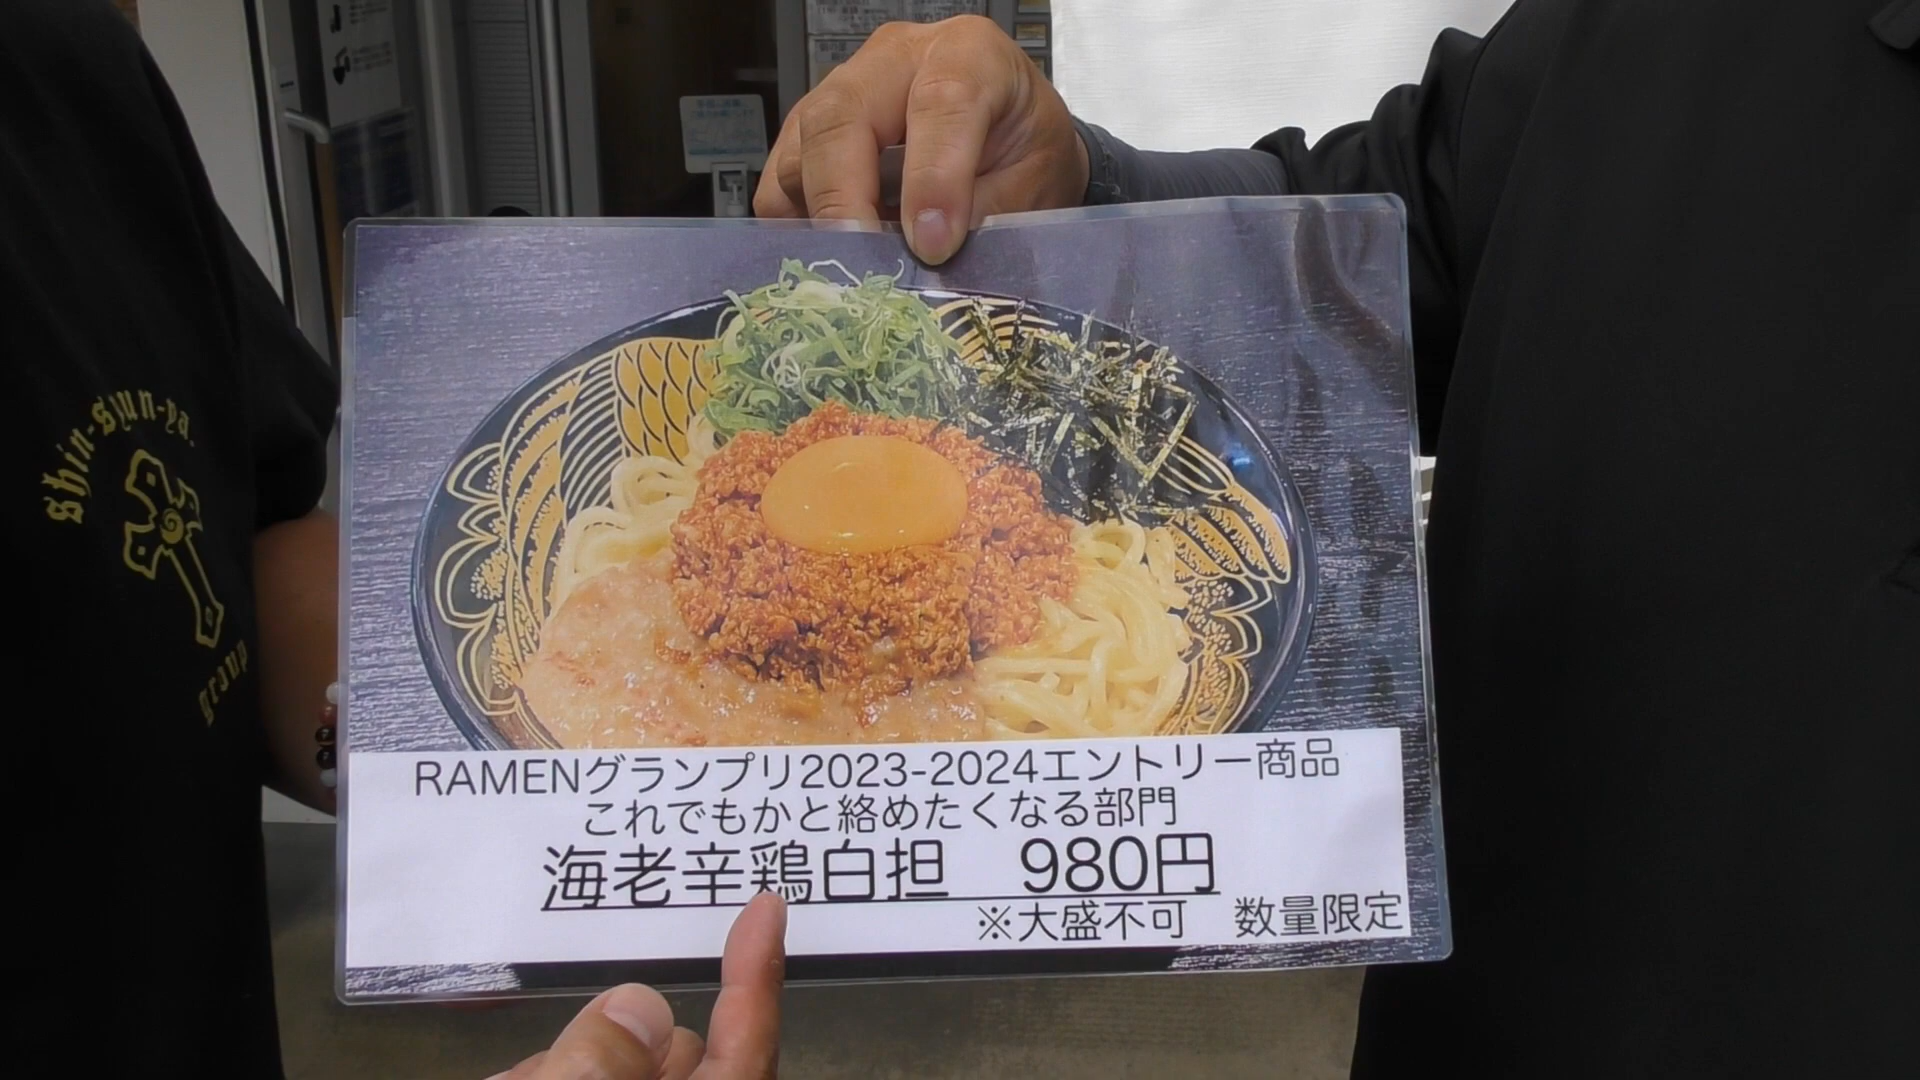 Shin-Syun-ya.
group
RAMENグランプリ2023-2024エントリー商品
これでもかと絡めたくなる部門
海老辛鶏白担　980円
※大盛不可　数量限定